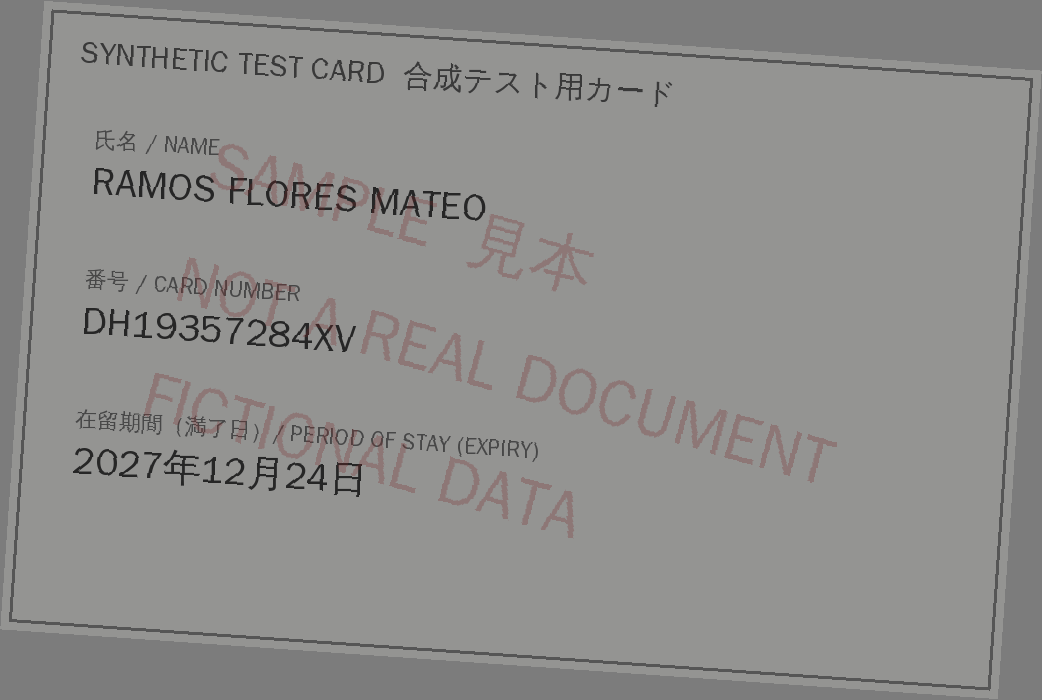 SYNTHETIC TEST CARD 合成テスト用カード
氏名 / NAME
RAMOS FLORES MATEO
番号 / CARD NUMBER
DH19357284XV
在留期間（満了日）/ PERIOD OF STAY (EXPIRY)
2027年12月24日
SAMPLE 見本
NOT A REAL DOCUMENT
FICTIONAL DATA